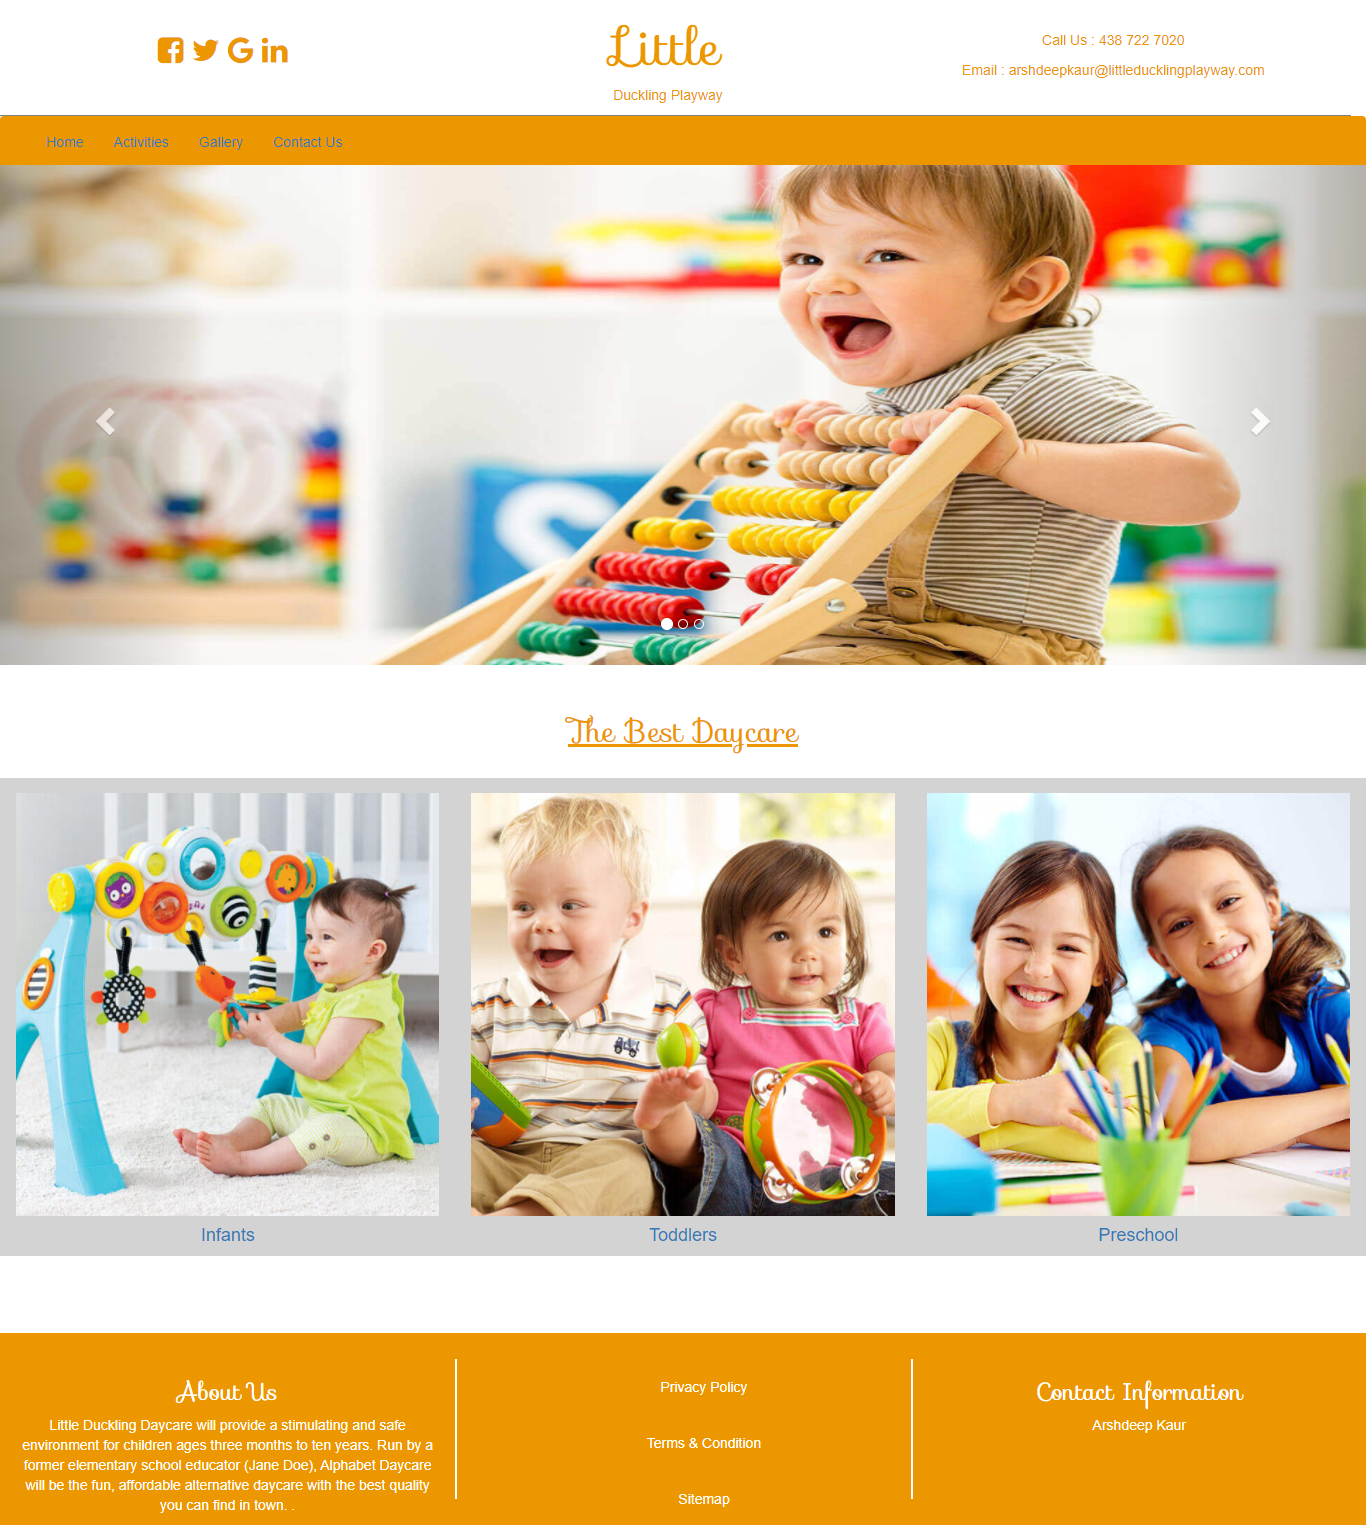 Little
Duckling Playway
Call Us : 438 722 7020
Email : arshdeepkaur@littleducklingplayway.com
Home Activities Gallery Contact Us
The Best Daycare
Infants
Toddlers
Preschool
About Us
Little Duckling Daycare will provide a stimulating and safe
environment for children ages three months to ten years. Run by a
former elementary school educator (Jane Doe), Alphabet Daycare
will be the fun, affordable alternative daycare with the best quality
you can find in town. .
Privacy Policy
Terms & Condition
Sitemap
Contact Information
Arshdeep Kaur